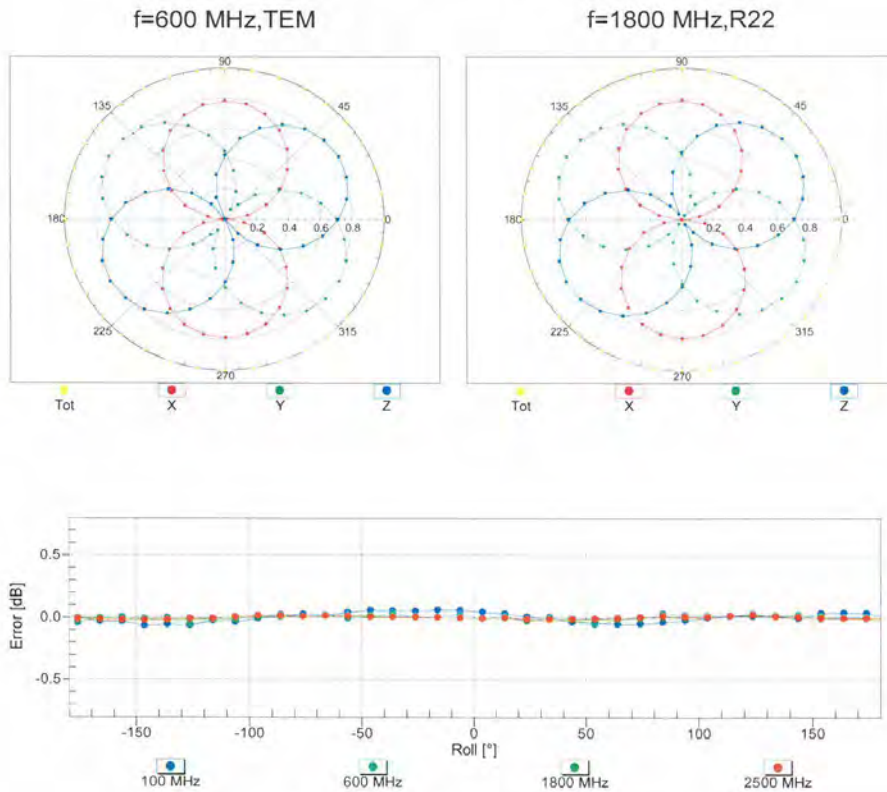 f=600 MHz,TEM
f=1800 MHz,R22
90
135
45
180
0.2 0.4 0.6 0.8
0
225
315
270
Tot X Y Z
90
135
45
180
0.2 0.4 0.6 0.8
0
225
315
270
Tot X Y Z
Error [dB]
0.5
0.0
-0.5
-150 -100 -50 0 50 100 150
Roll [°]
100 MHz 600 MHz 1800 MHz 2500 MHz